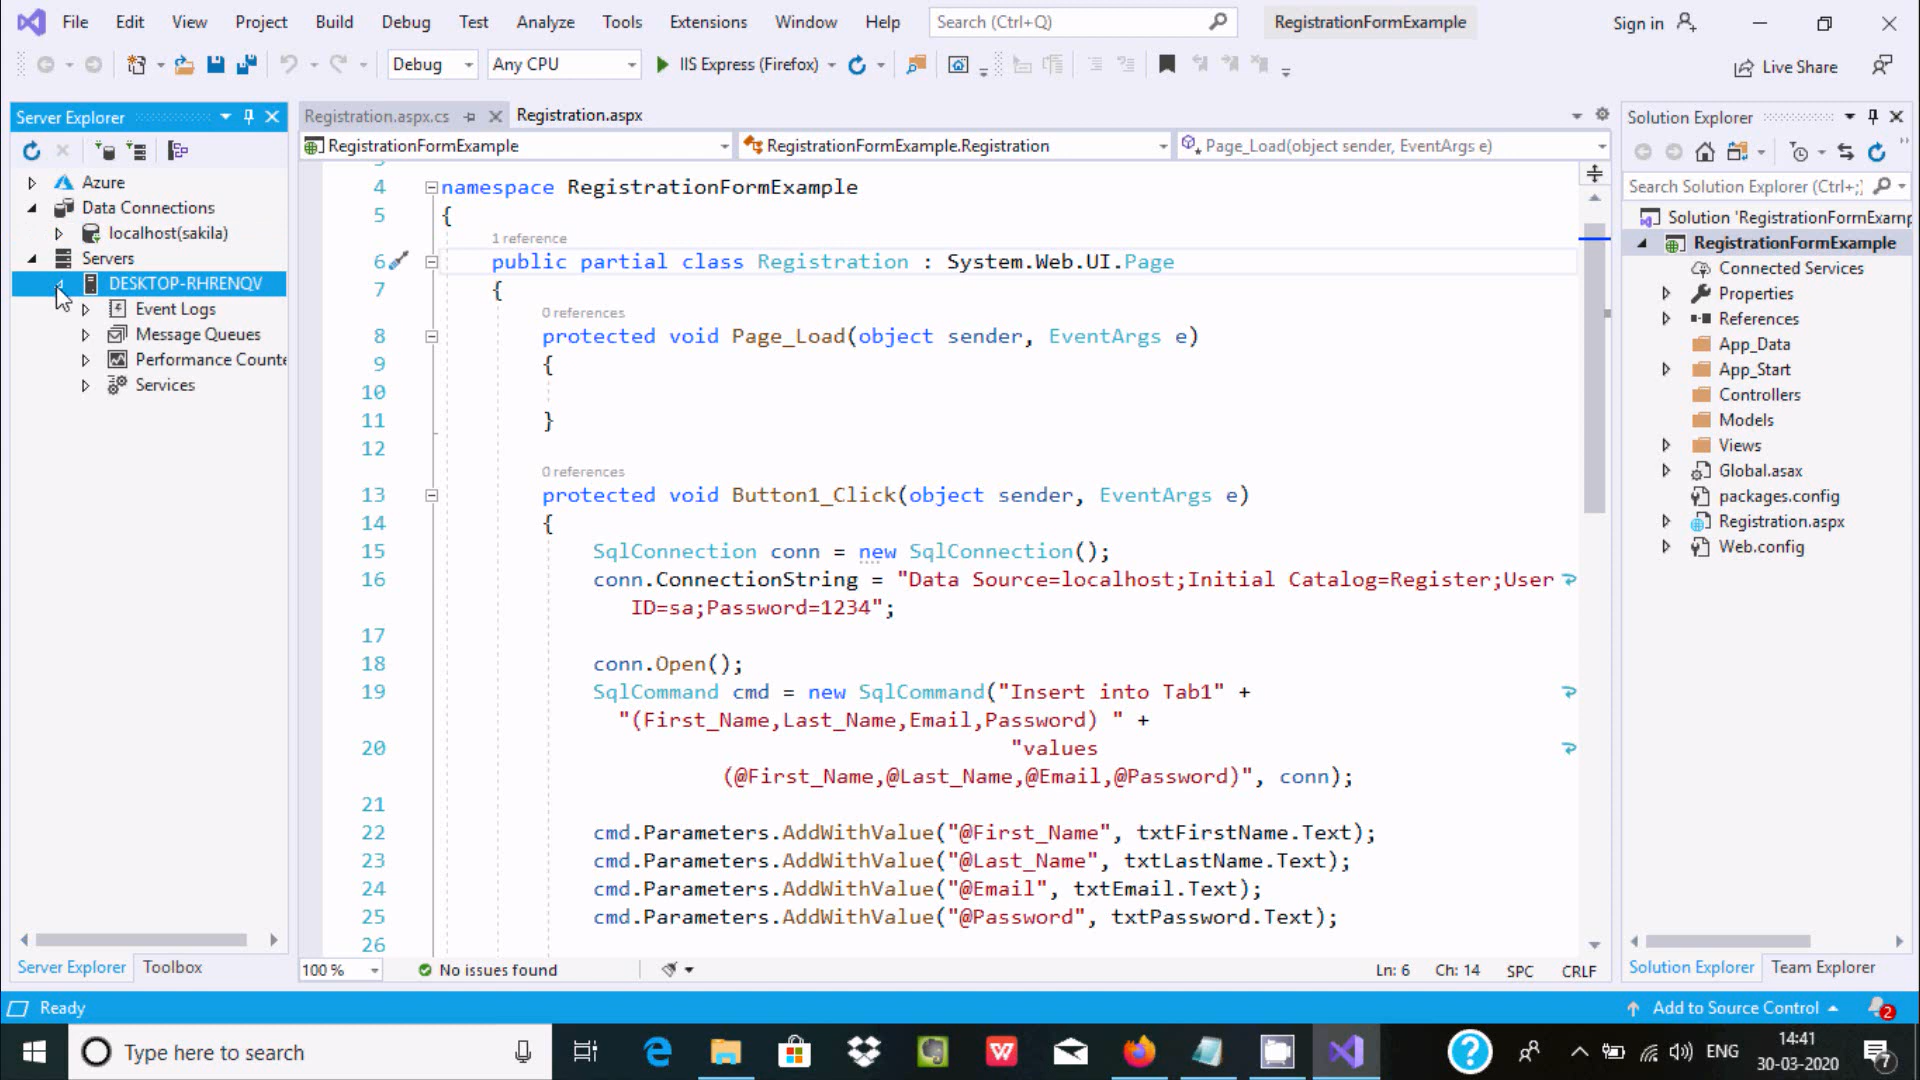 File Edit View Project Build Debug Test Analyze Tools Extensions Window Help Search (Ctrl+Q) RegistrationFormExample Sign in
Debug Any CPU IIS Express (Firefox) Live Share
Server Explorer
Azure
Data Connections
localhost(sakila)
Servers
DESKTOP-RHRENQV
Event Logs
Message Queues
Performance Counte
Services
Server Explorer Toolbox
Registration.aspx.cs Registration.aspx
RegistrationFormExample RegistrationFormExample.Registration Page_Load(object sender, EventArgs e)
4 namespace RegistrationFormExample
5 {
1 reference
6 public partial class Registration : System.Web.UI.Page
7 {
0 references
8 protected void Page_Load(object sender, EventArgs e)
9 {
10
11 }
12
0 references
13 protected void Button1_Click(object sender, EventArgs e)
14 {
15 SqlConnection conn = new SqlConnection();
16 conn.ConnectionString = "Data Source=localhost;Initial Catalog=Register;User
ID=sa;Password=1234";
17
18 conn.Open();
19 SqlCommand cmd = new SqlCommand("Insert into Tab1" +
"(First_Name,Last_Name,Email,Password) " +
20 "values
(@First_Name,@Last_Name,@Email,@Password)", conn);
21
22 cmd.Parameters.AddWithValue("@First_Name", txtFirstName.Text);
23 cmd.Parameters.AddWithValue("@Last_Name", txtLastName.Text);
24 cmd.Parameters.AddWithValue("@Email", txtEmail.Text);
25 cmd.Parameters.AddWithValue("@Password", txtPassword.Text);
26
100 % No issues found Ln: 6 Ch: 14 SPC CRLF
Solution Explorer
Search Solution Explorer (Ctrl+;)
Solution 'RegistrationFormExamp
RegistrationFormExample
Connected Services
Properties
References
App_Data
App_Start
Controllers
Models
Views
Global.asax
packages.config
Registration.aspx
Web.config
Solution Explorer Team Explorer
Ready Add to Source Control 2
Type here to search ENG 14:41
30-03-2020 7